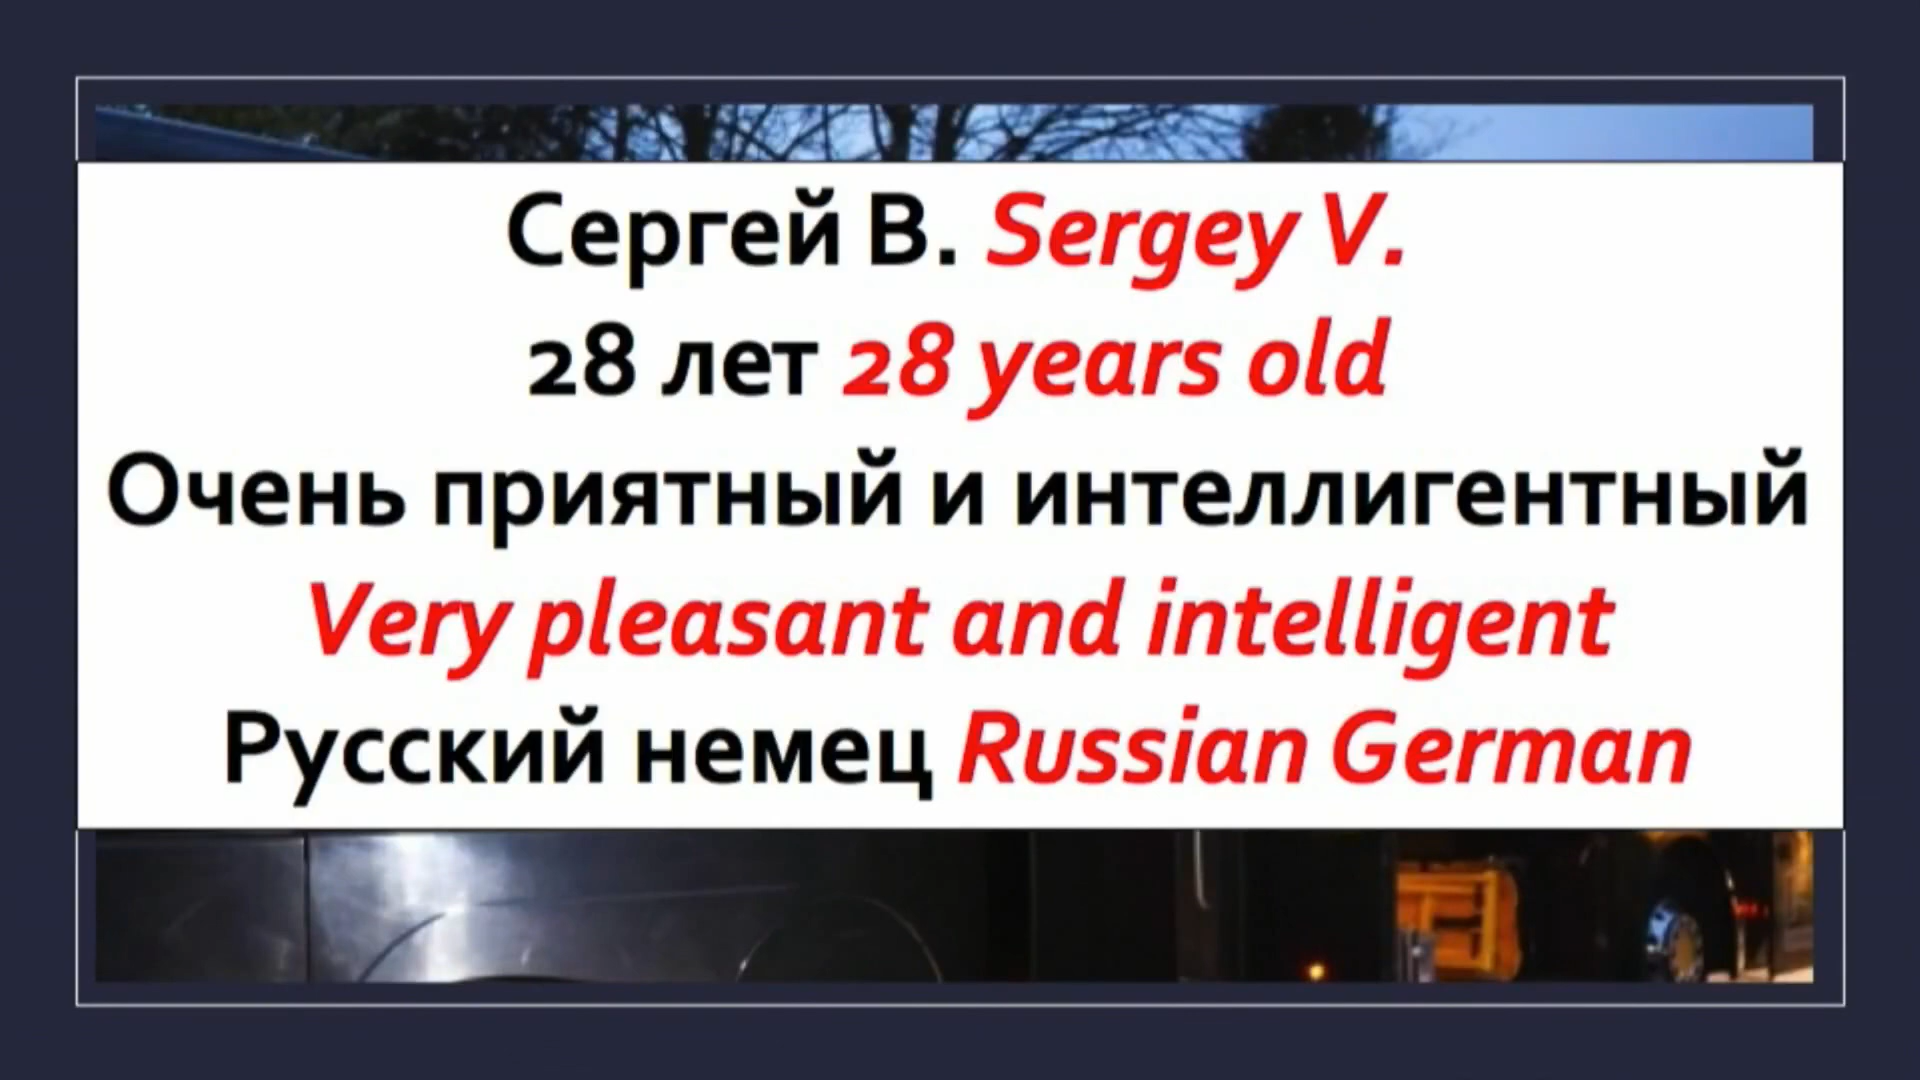 Сергей В. Sergey V.
28 лет 28 years old
Очень приятный и интеллигентный
Very pleasant and intelligent
Русский немец Russian German